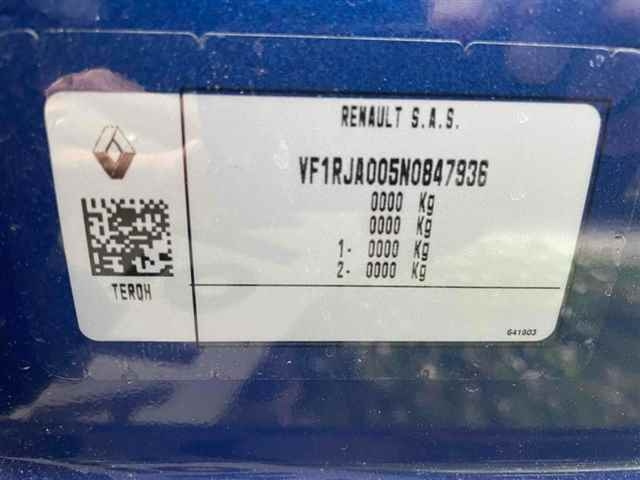 RENAULT S.A.S.
VF1RJA005N0847936
0000 Kg
0000 Kg
1- 0000 Kg
2- 0000 Kg
TEROH
641803